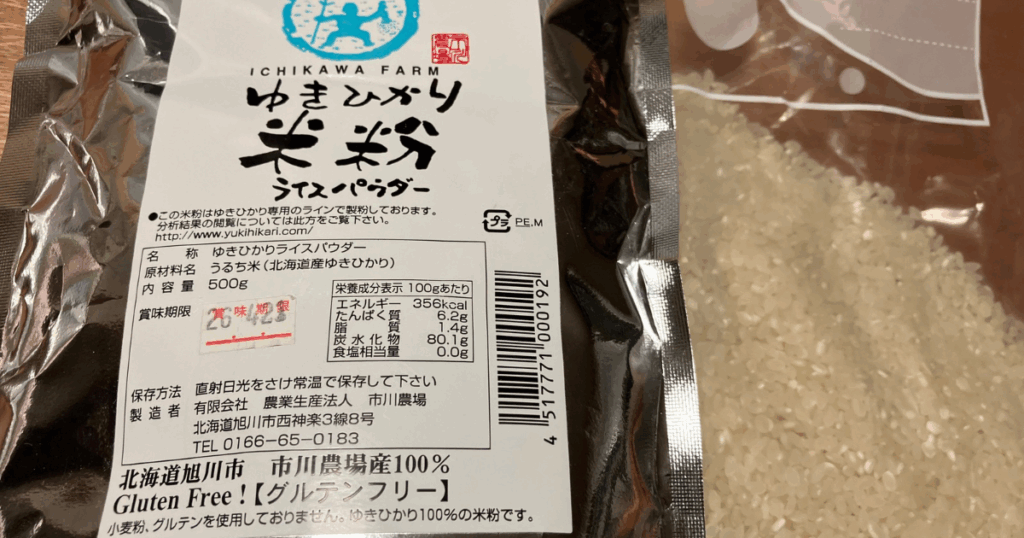 ICHIKAWA FARM
ゆきひかり
米粉
ライスパウダー
●この米粉はゆきひかり専用のラインで製粉しております。
分析結果の閲覧については此方をご覧下さい。
http://www.yukihikari.com/
プラ PE.M
名 称 ゆきひかりライスパウダー
原材料名 うるち米(北海道産ゆきひかり)
内容量 500g
賞味期限
賞味期限
26 42
栄養成分表示 100gあたり
エネルギー 356kcal
たんぱく質 6.2g
脂 質 1.4g
炭水化物 80.1g
食塩相当量 0.0g
保存方法 直射日光をさけ常温で保存して下さい
製造者 有限会社 農業生産法人 市川農場
北海道旭川市西神楽3線8号
TEL 0166-65-0183
4 517771 000192
北海道旭川市 市川農場産100%
Gluten Free !【グルテンフリー】
小麦粉、グルテンを使用しておりません。ゆきひかり100%の米粉です。